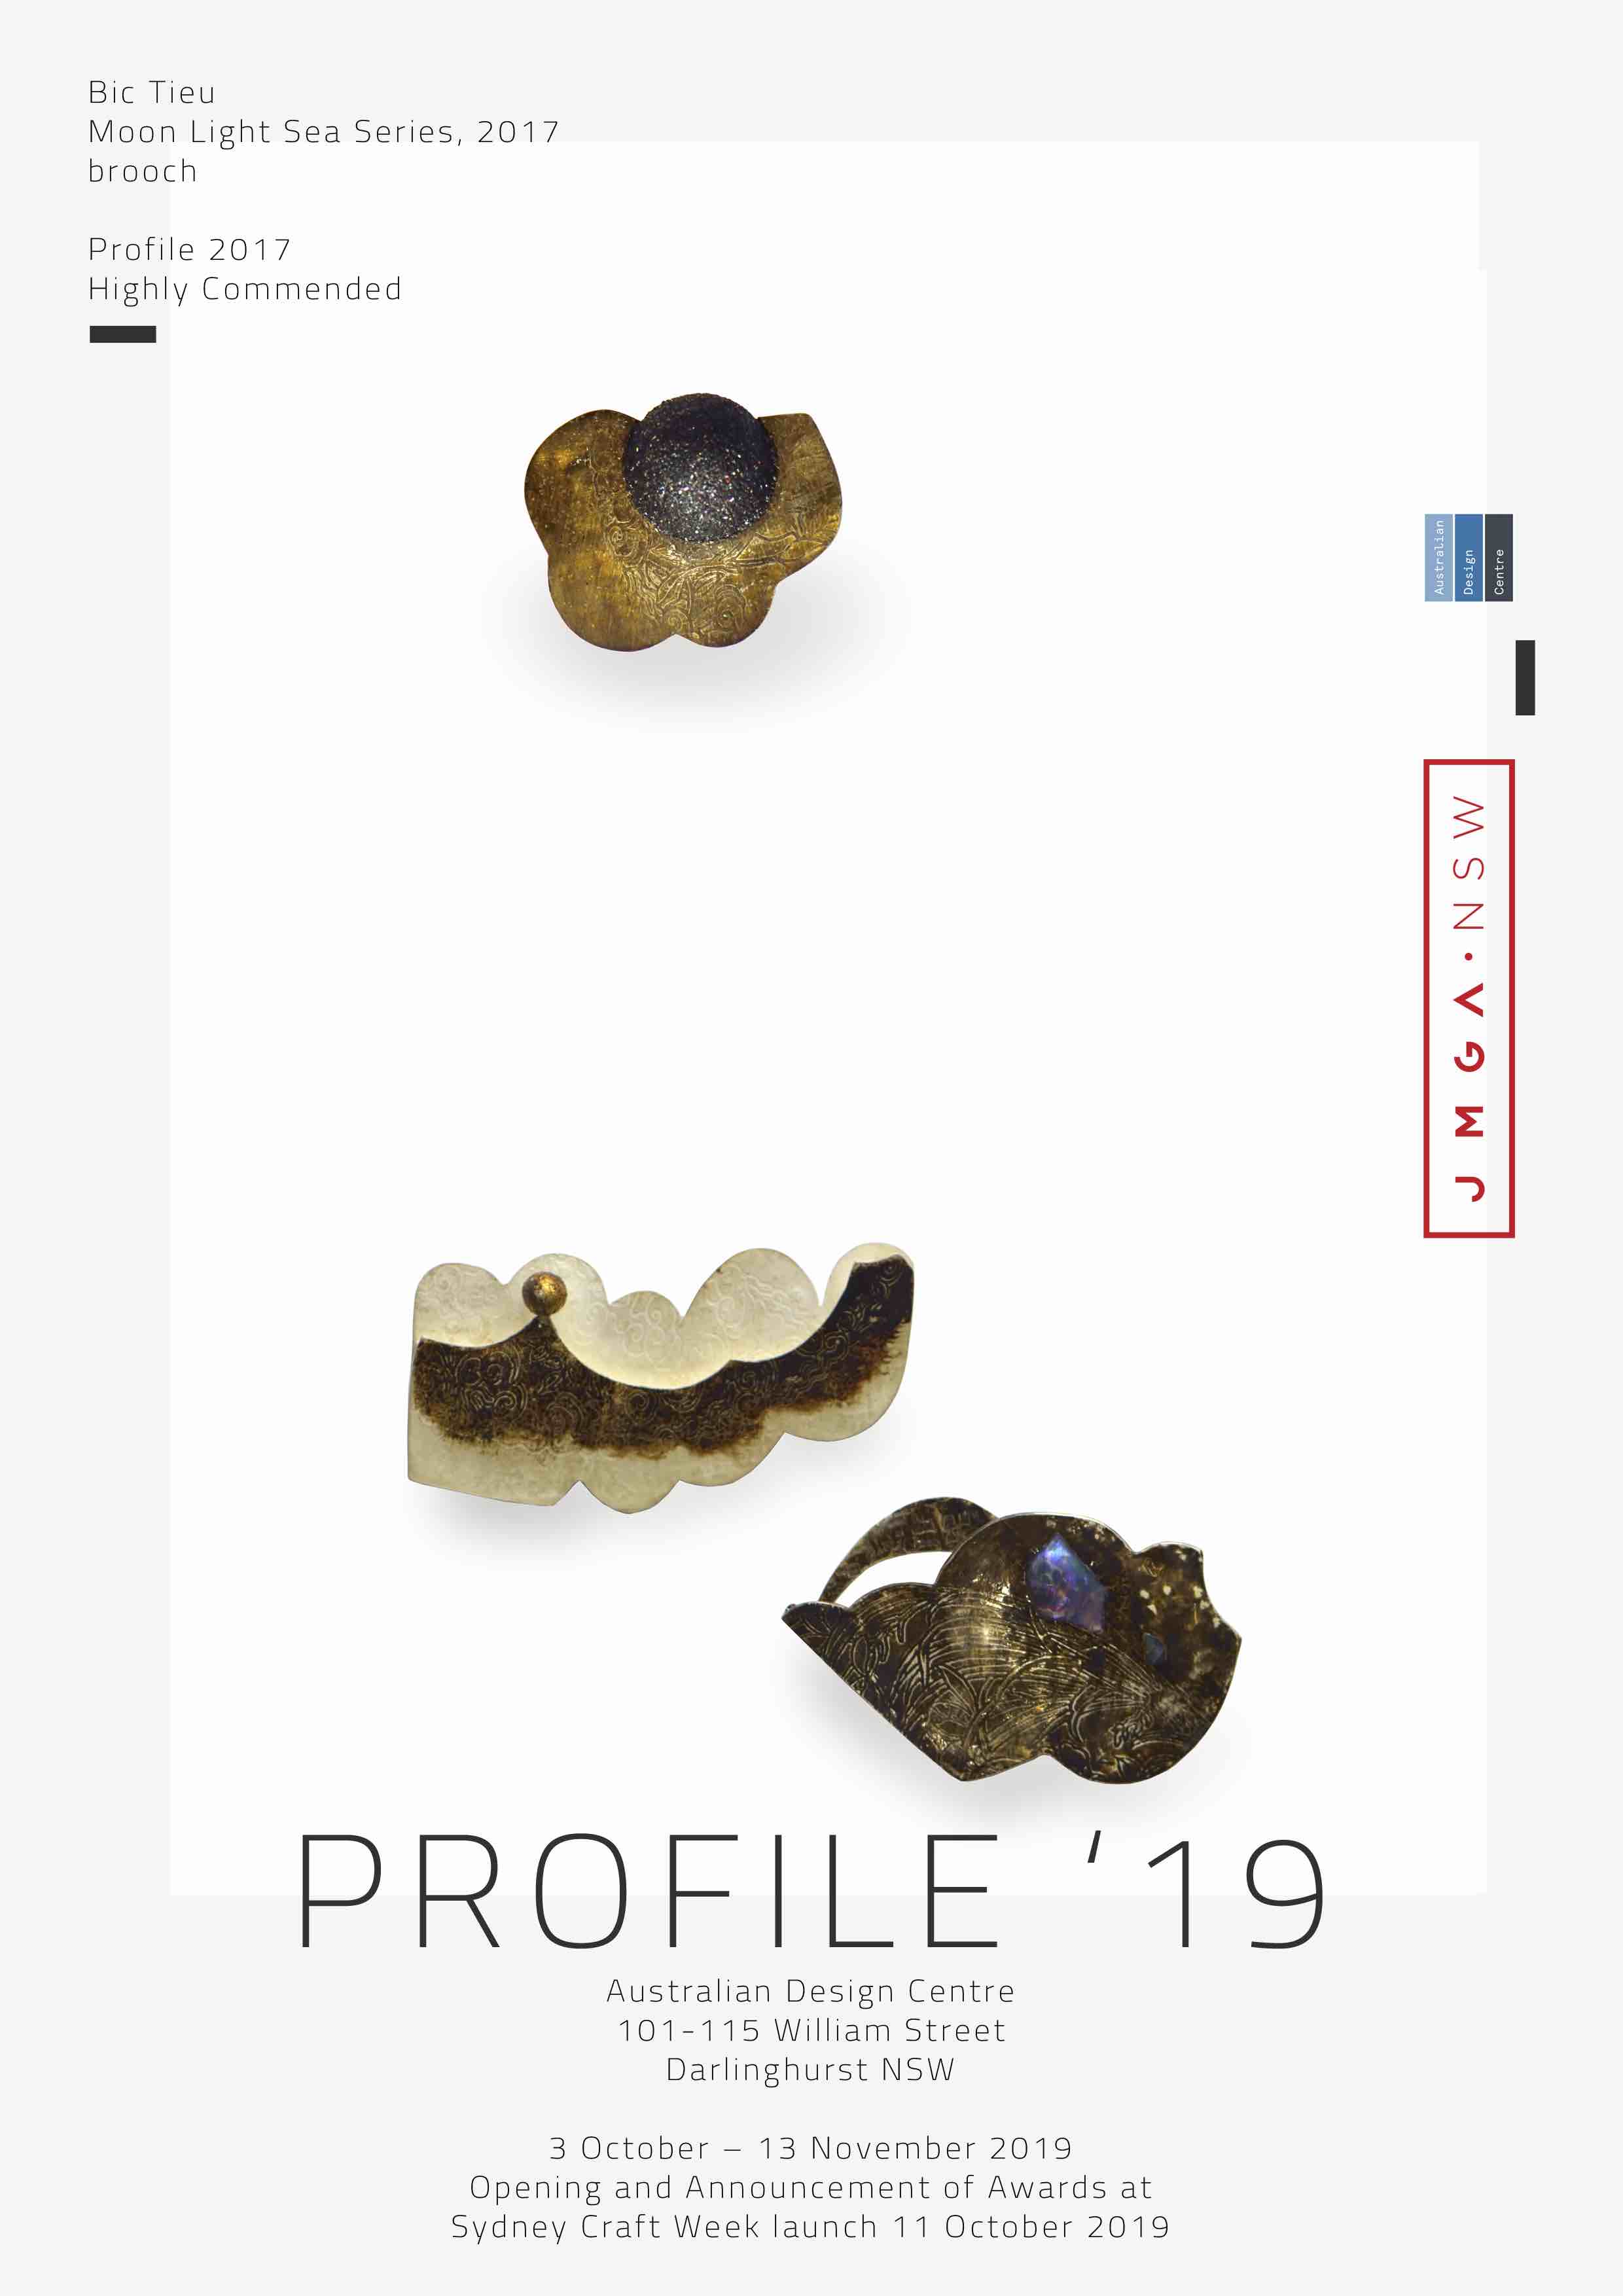 Bic Tieu
Moon Light Sea Series, 2017
brooch
Profile 2017
Highly Commended
Australian
Design
Centre
JMGA·NSW
PROFILE ’19
Australian Design Centre
101-115 William Street
Darlinghurst NSW
3 October – 13 November 2019
Opening and Announcement of Awards at
Sydney Craft Week launch 11 October 2019